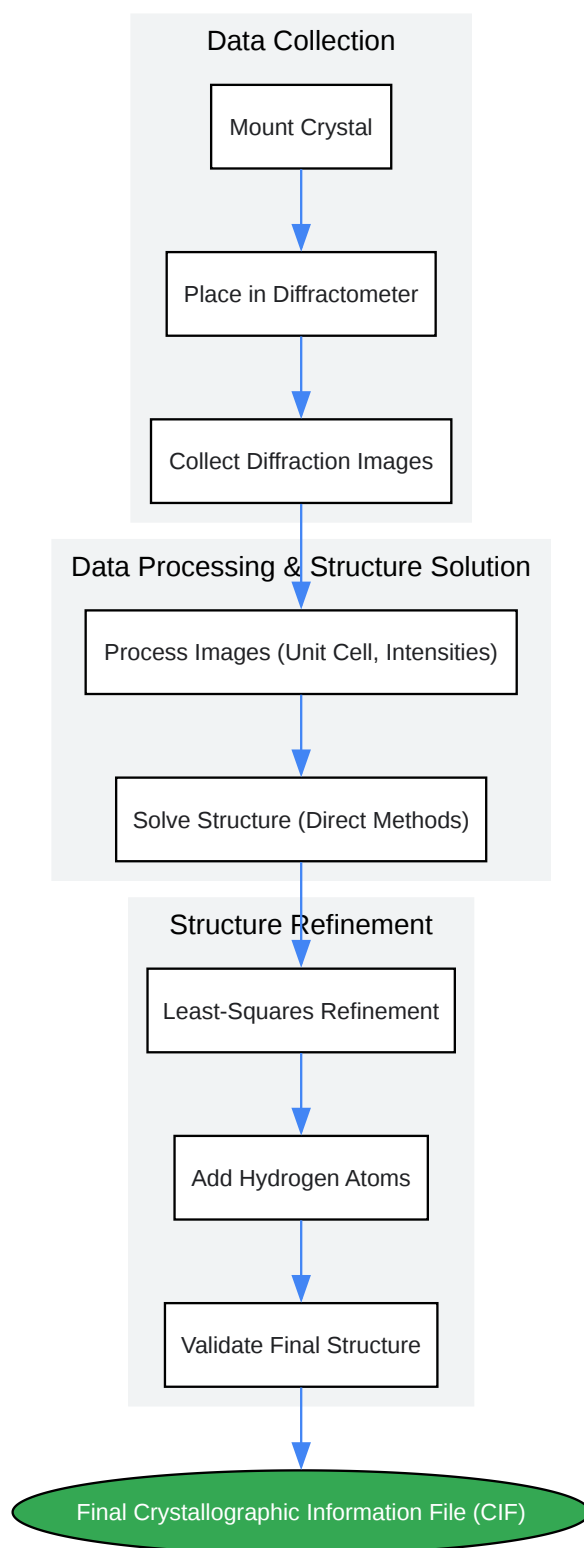 Data Collection
Mount Crystal
Place in Diffractometer
Collect Diffraction Images
Data Processing & Structure Solution
Process Images (Unit Cell, Intensities)
Solve Structure (Direct Methods)
Structure Refinement
Least-Squares Refinement
Add Hydrogen Atoms
Validate Final Structure
Final Crystallographic Information File (CIF)